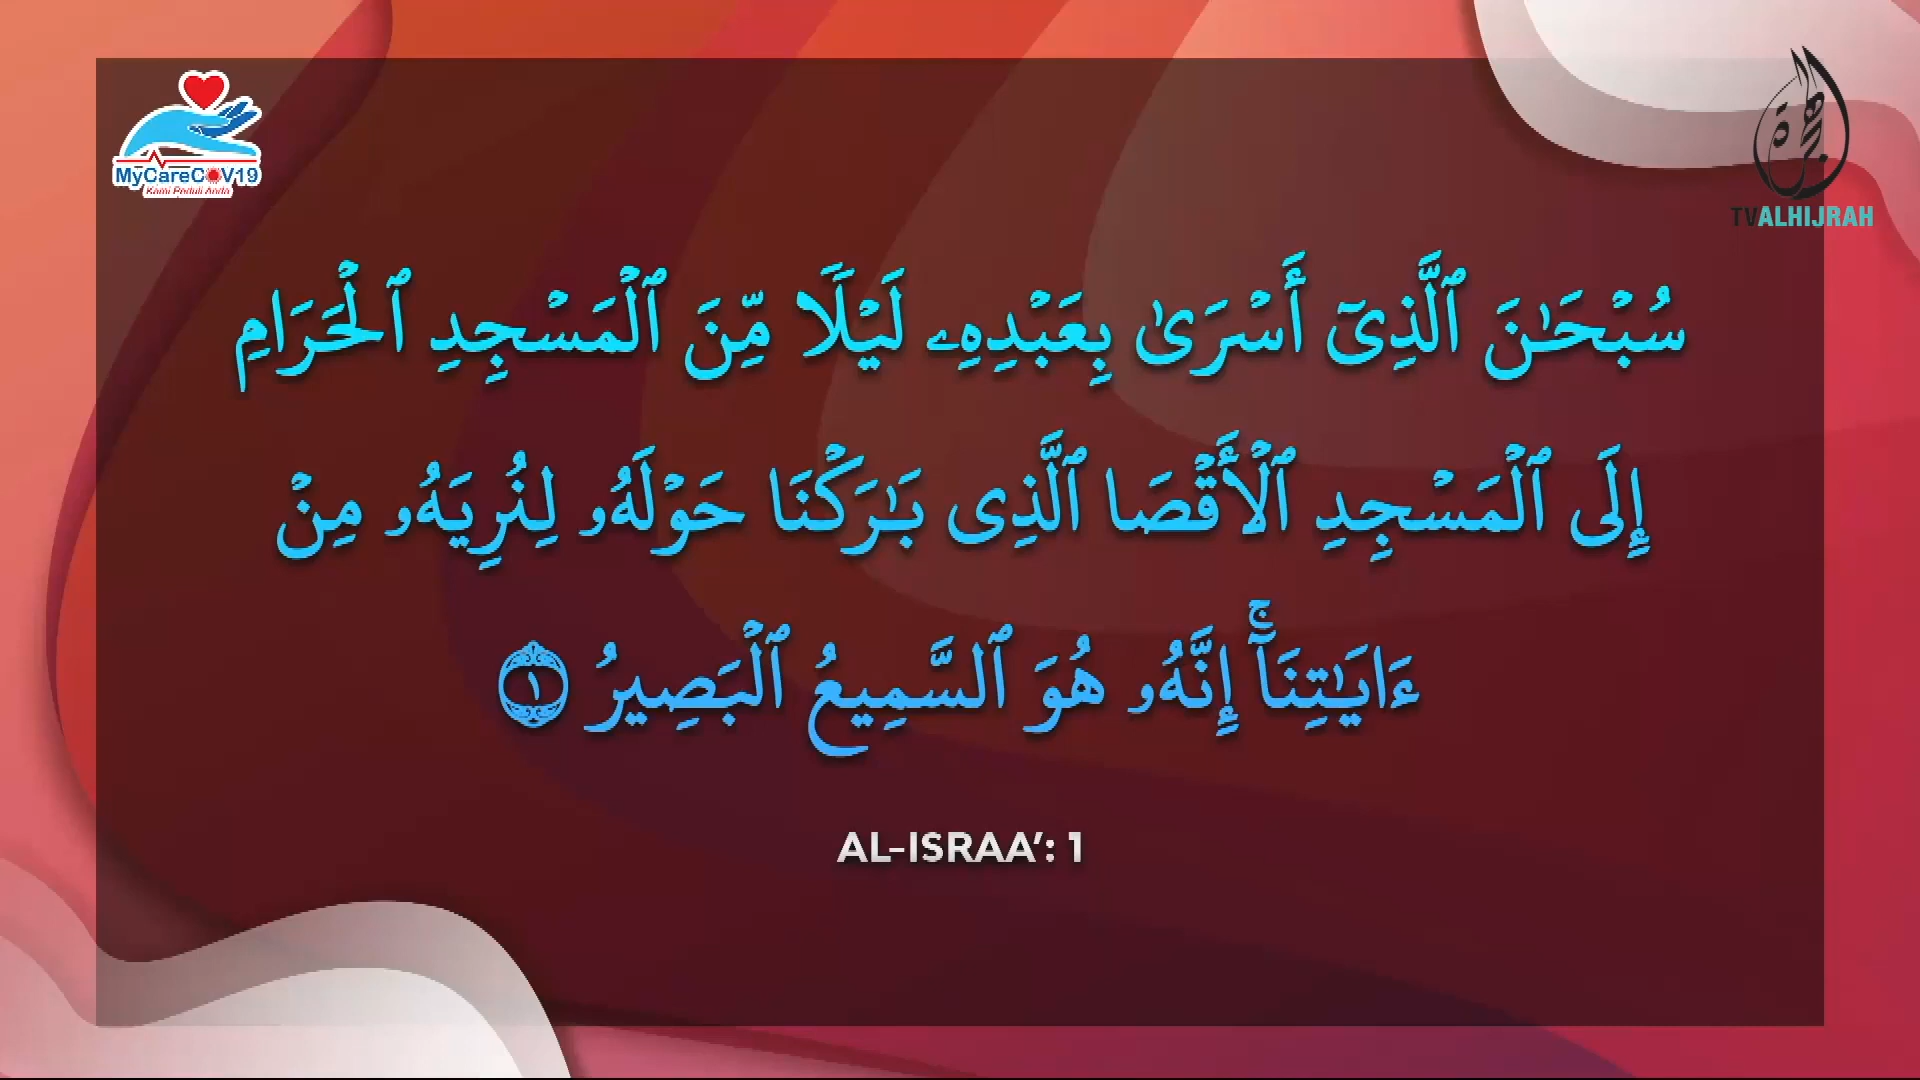 MyCareCOV19
Kami Peduli Anda
هجرة
TVALHIJRAH
سُبۡحَٰنَ ٱلَّذِيٓ أَسۡرَىٰ بِعَبۡدِهِۦ لَيۡلٗا مِّنَ ٱلۡمَسۡجِدِ ٱلۡحَرَامِ
إِلَى ٱلۡمَسۡجِدِ ٱلۡأَقۡصَا ٱلَّذِي بَٰرَكۡنَا حَوۡلَهُۥ لِنُرِيَهُۥ مِنۡ
ءَايَٰتِنَآۚ إِنَّهُۥ هُوَ ٱلسَّمِيعُ ٱلۡبَصِيرُ ١
AL-ISRAA’: 1